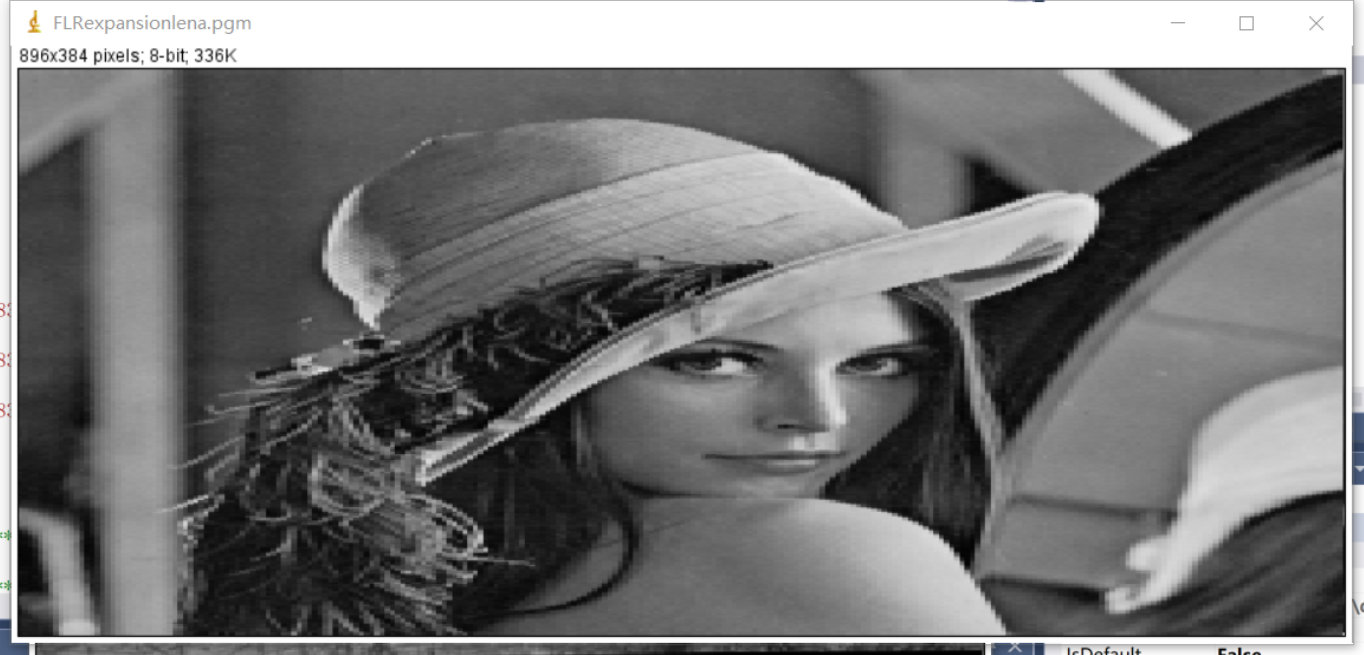 FLRexpansionlena.pgm
896x384 pixels; 8-bit; 336K
IsDefault False